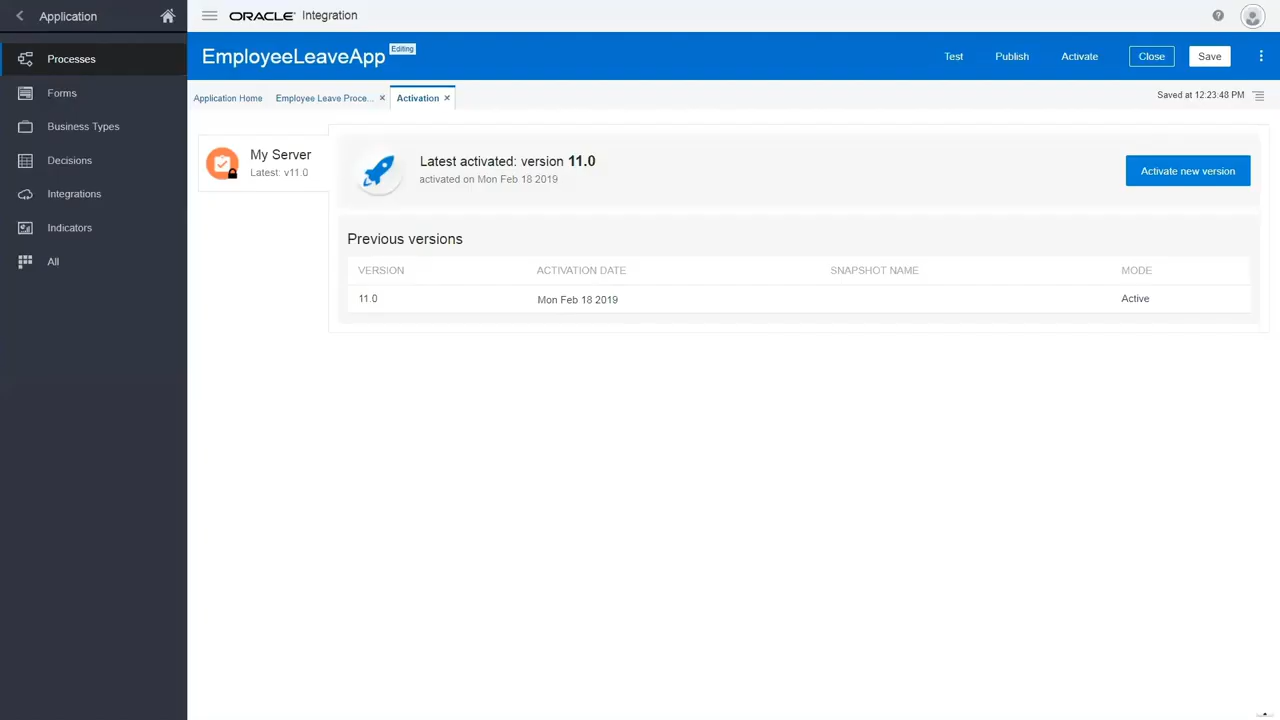 Application
ORACLE® Integration
EmployeeLeaveApp Editing
Test Publish Activate Close Save
Processes
Forms
Business Types
Decisions
Integrations
Indicators
All
Application Home Employee Leave Proce... × Activation ×
Saved at 12:23:48 PM
My Server
Latest: v11.0
Latest activated: version 11.0
activated on Mon Feb 18 2019
Activate new version
Previous versions
VERSION ACTIVATION DATE SNAPSHOT NAME MODE
11.0 Mon Feb 18 2019 Active